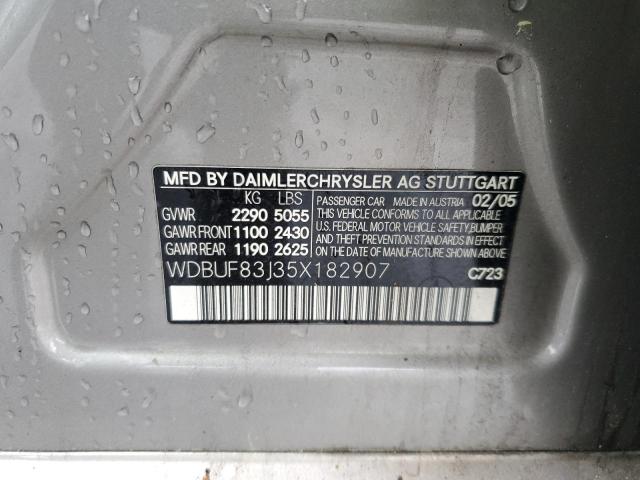 MFD BY DAIMLERCHRYSLER AG STUTTGART
KG LBS
GVWR 2290 5055
GAWR FRONT 1100 2430
GAWR REAR 1190 2625
PASSENGER CAR MADE IN AUSTRIA 02/05
THIS VEHICLE CONFORMS TO ALL APPLICABLE
U.S. FEDERAL MOTOR VEHICLE SAFETY, BUMPER
AND THEFT PREVENTION STANDARDS IN EFFECT
ON THE DATE OF MANUFACTURE SHOWN ABOVE
WDBUF83J35X182907
C723